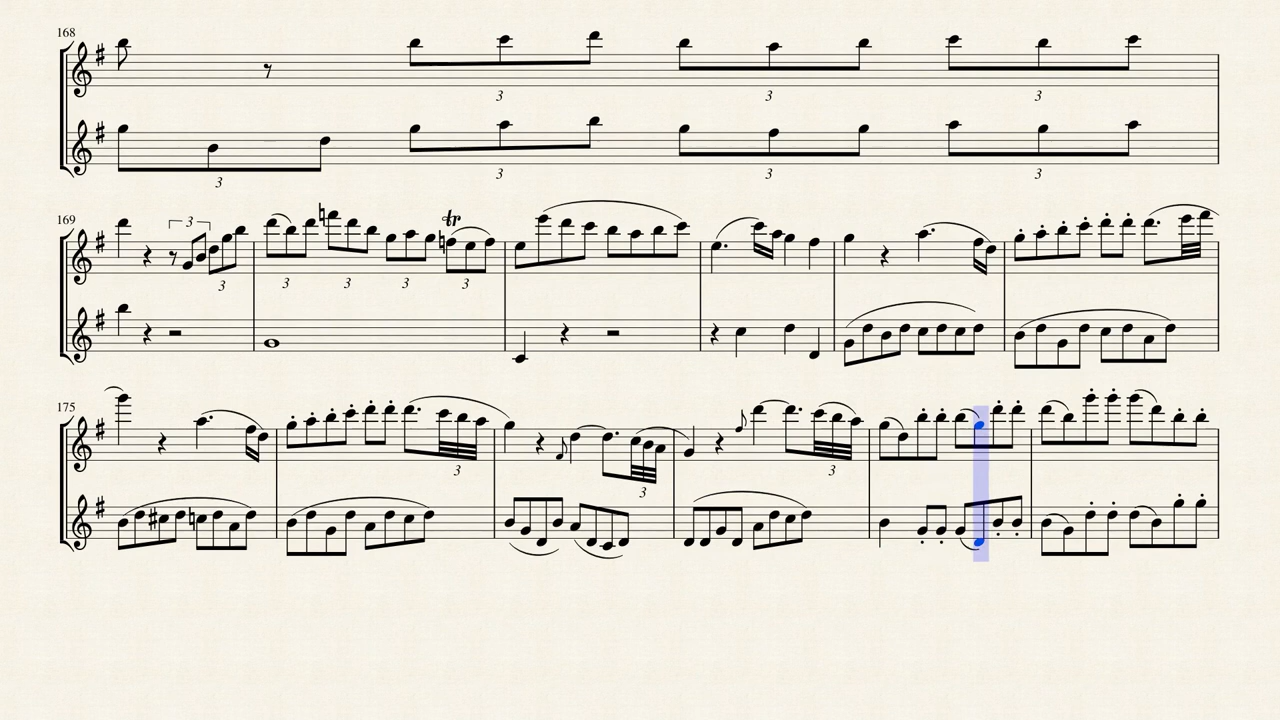 168
3 3 3
3 3 3 3
169
3 tr
3 3 3 3 3
175
3 3 3